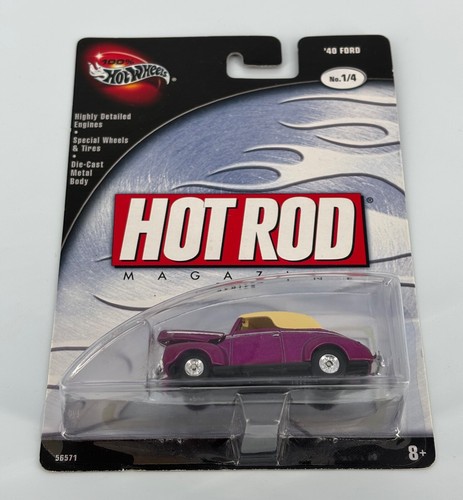 100%
Hot Wheels
'40 FORD
No. 1/4
Highly Detailed
Engines
•
Special Wheels
& Tires
•
Die-Cast
Metal
Body
HOT ROD®
MAGAZINE
SERIES
56571
8+